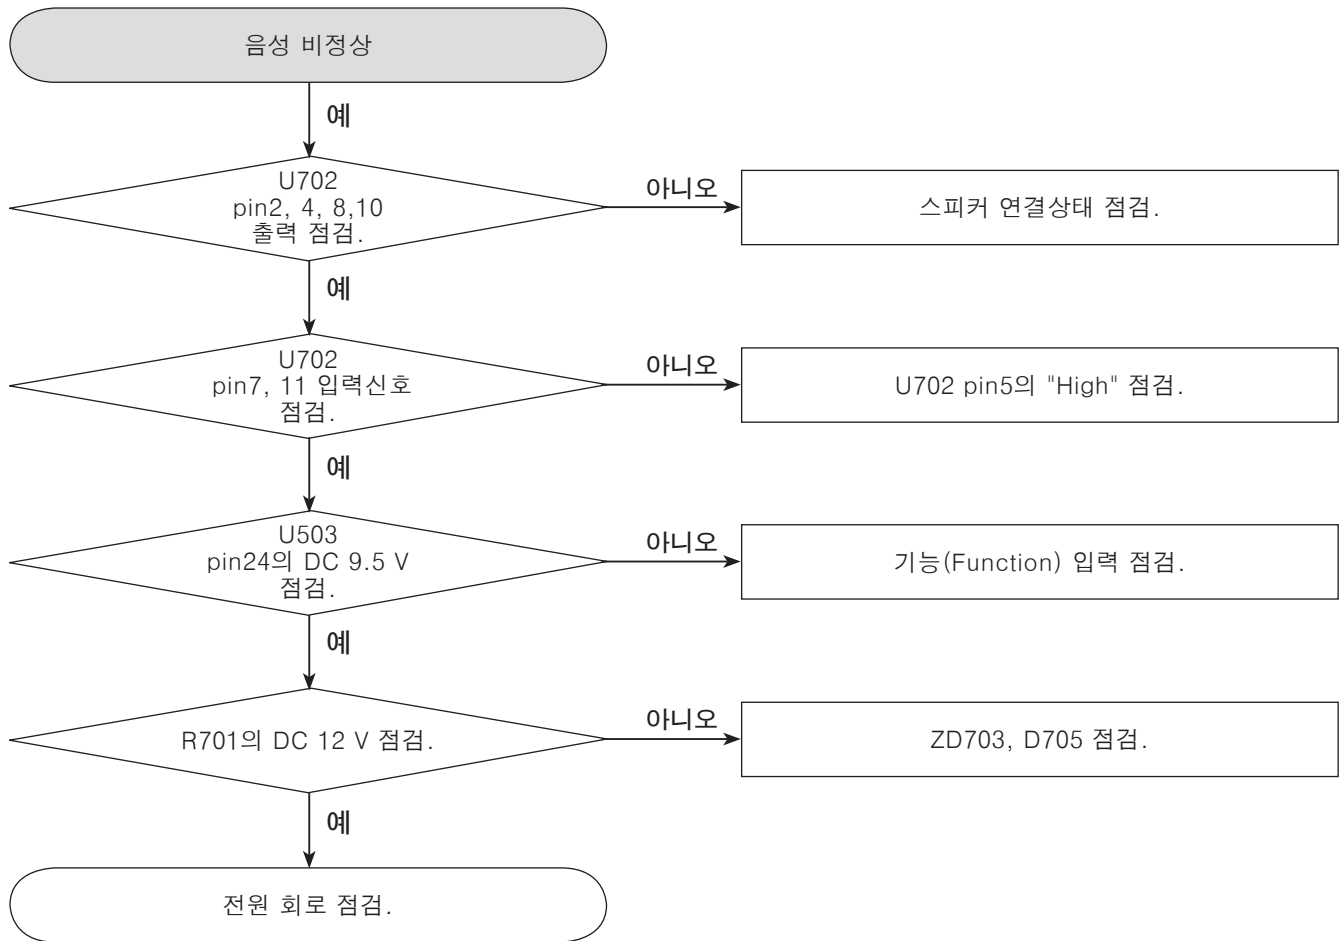 음성 비정상
예
U702
pin2, 4, 8,10
출력 점검.
아니오
스피커 연결상태 점검.
예
U702
pin7, 11 입력신호
점검.
아니오
U702 pin5의 "High" 점검.
예
U503
pin24의 DC 9.5 V
점검.
아니오
기능(Function) 입력 점검.
예
R701의 DC 12 V 점검.
아니오
ZD703, D705 점검.
예
전원 회로 점검.